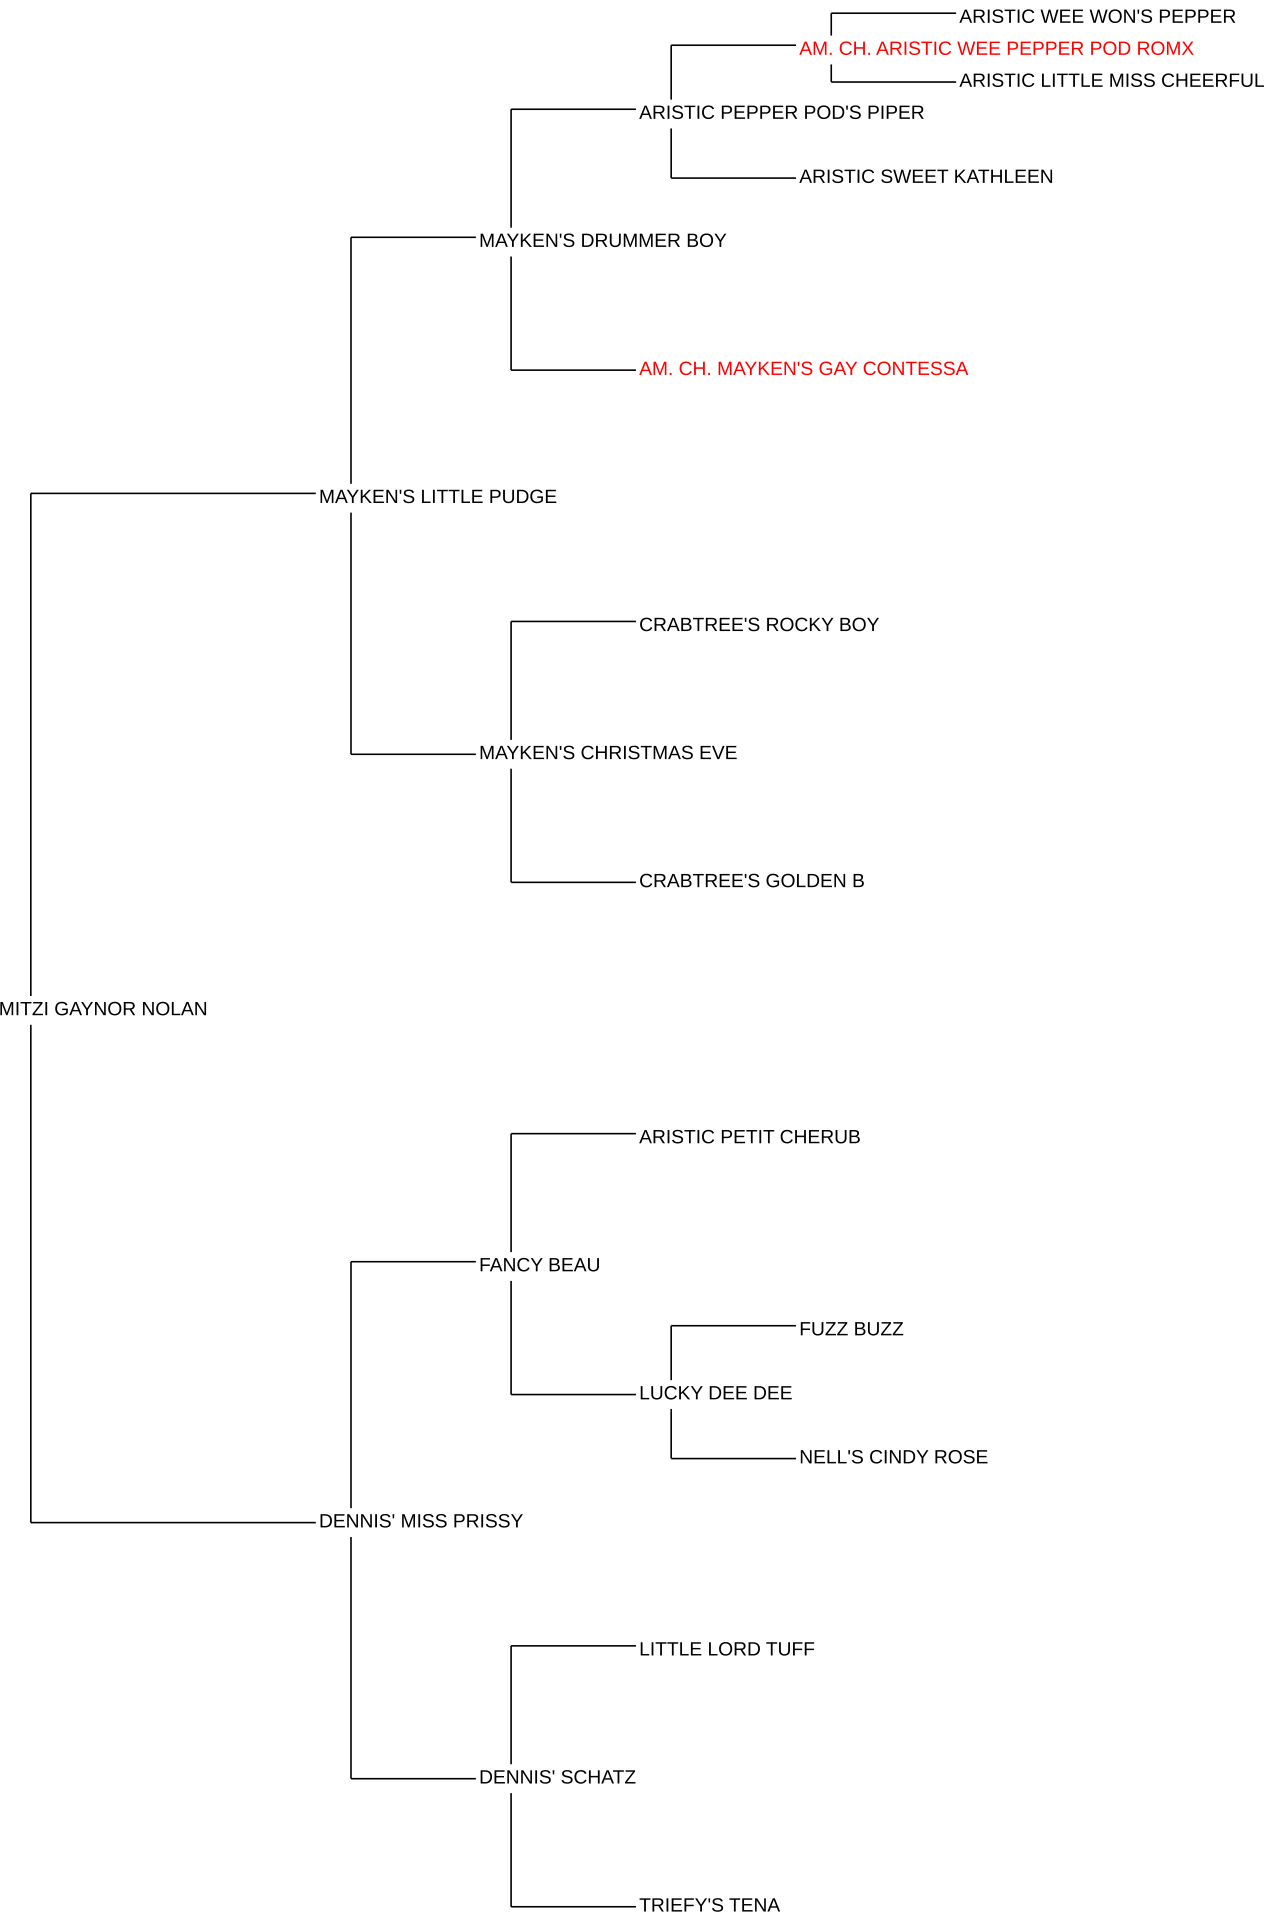 ARISTIC WEE WON'S PEPPER
AM. CH. ARISTIC WEE PEPPER POD ROMX
ARISTIC LITTLE MISS CHEERFUL
ARISTIC PEPPER POD'S PIPER
ARISTIC SWEET KATHLEEN
MAYKEN'S DRUMMER BOY
AM. CH. MAYKEN'S GAY CONTESSA
MAYKEN'S LITTLE PUDGE
CRABTREE'S ROCKY BOY
MAYKEN'S CHRISTMAS EVE
CRABTREE'S GOLDEN B
MITZI GAYNOR NOLAN
ARISTIC PETIT CHERUB
FANCY BEAU
FUZZ BUZZ
LUCKY DEE DEE
NELL'S CINDY ROSE
DENNIS' MISS PRISSY
LITTLE LORD TUFF
DENNIS' SCHATZ
TRIEFY'S TENA